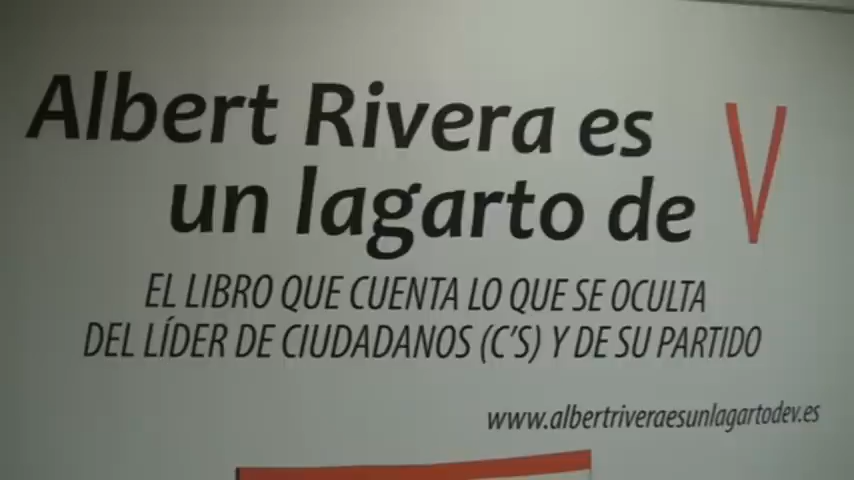 Albert Rivera es
un lagarto de V
EL LIBRO QUE CUENTA LO QUE SE OCULTA
DEL LÍDER DE CIUDADANOS (C'S) Y DE SU PARTIDO
www.albertriveraesunlagartodev.es